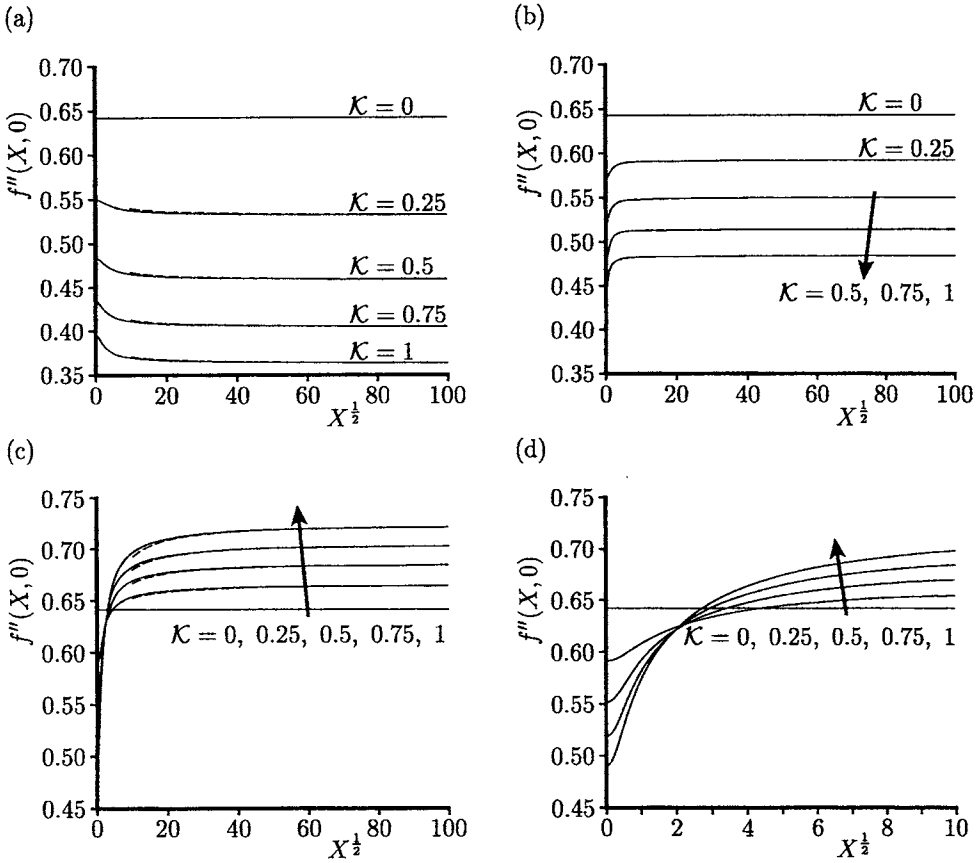 (a)
0.70
0.65
0.60
0.55
0.50
0.45
0.40
0.35
f″(X, 0)
𝒦 = 0
𝒦 = 0.25
𝒦 = 0.5
𝒦 = 0.75
𝒦 = 1
0 20 40 60 80 100
X^{1/2}
(b)
0.70
0.65
0.60
0.55
0.50
0.45
0.40
0.35
f″(X, 0)
𝒦 = 0
𝒦 = 0.25
𝒦 = 0.5, 0.75, 1
0 20 40 60 80 100
X^{1/2}
(c)
0.75
0.70
0.65
0.60
0.55
0.50
0.45
f″(X, 0)
𝒦 = 0, 0.25, 0.5, 0.75, 1
0 20 40 60 80 100
X^{1/2}
(d)
0.75
0.70
0.65
0.60
0.55
0.50
0.45
f″(X, 0)
𝒦 = 0, 0.25, 0.5, 0.75, 1
0 2 4 6 8 10
X^{1/2}